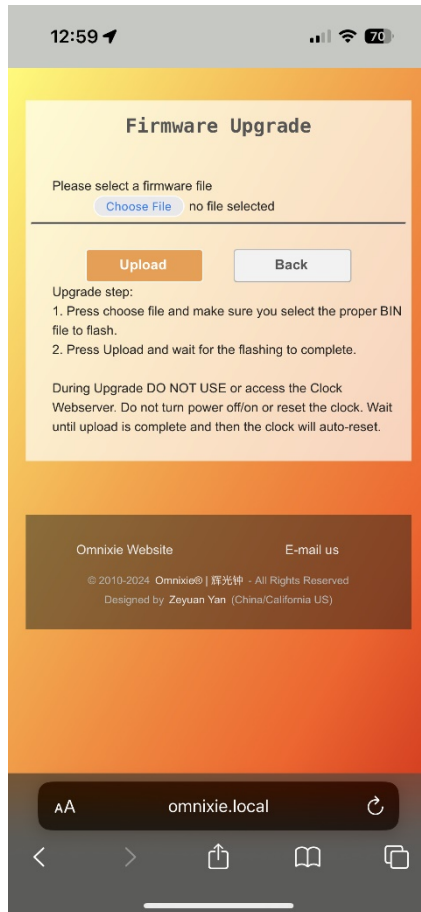 12:59
70
Firmware Upgrade
Please select a firmware file
Choose File no file selected
Upload Back
Upgrade step:
1. Press choose file and make sure you select the proper BIN
file to flash.
2. Press Upload and wait for the flashing to complete.
During Upgrade DO NOT USE or access the Clock
Webserver. Do not turn power off/on or reset the clock. Wait
until upload is complete and then the clock will auto-reset.
Omnixie Website E-mail us
© 2010-2024 Omnixie® | 辉光钟 - All Rights Reserved
Designed by Zeyuan Yan (China/California US)
AA omnixie.local